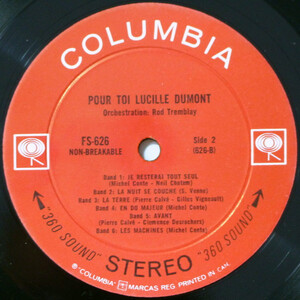 COLUMBIA
POUR TOI LUCILLE DUMONT
Orchestration: Rod Tremblay
FS-626
NON-BREAKABLE
Side 2
(626-B)
Band 1: JE RESTERAI TOUT SEUL
(Michel Conte - Neil Chotem)
Band 2: LA NUIT SE COUCHE (S. Venne)
Band 3: LA TERRE (Pierre Calvé - Gilles Vigneault)
Band 4: EN DO MAJEUR (Michel Conte)
Band 5: AVANT
(Pierre Calvé - Clemence Desrochers)
Band 6: LES MACHINES (Michel Conte)
"360 SOUND" STEREO "360 SOUND"
® COLUMBIA, MARCAS REG. PRINTED IN CAN.